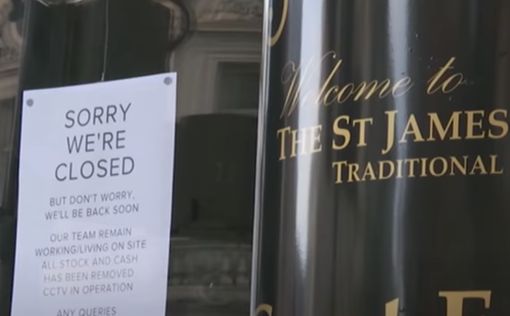 SORRY
WE'RE
CLOSED
BUT DON'T WORRY,
WE'LL BE BACK SOON
OUR TEAM REMAIN
WORKING/LIVING ON SITE
ALL STOCK AND CASH
HAS BEEN REMOVED
CCTV IN OPERATION
ANY QUERIES
Welcome to
THE ST JAMES
TRADITIONAL